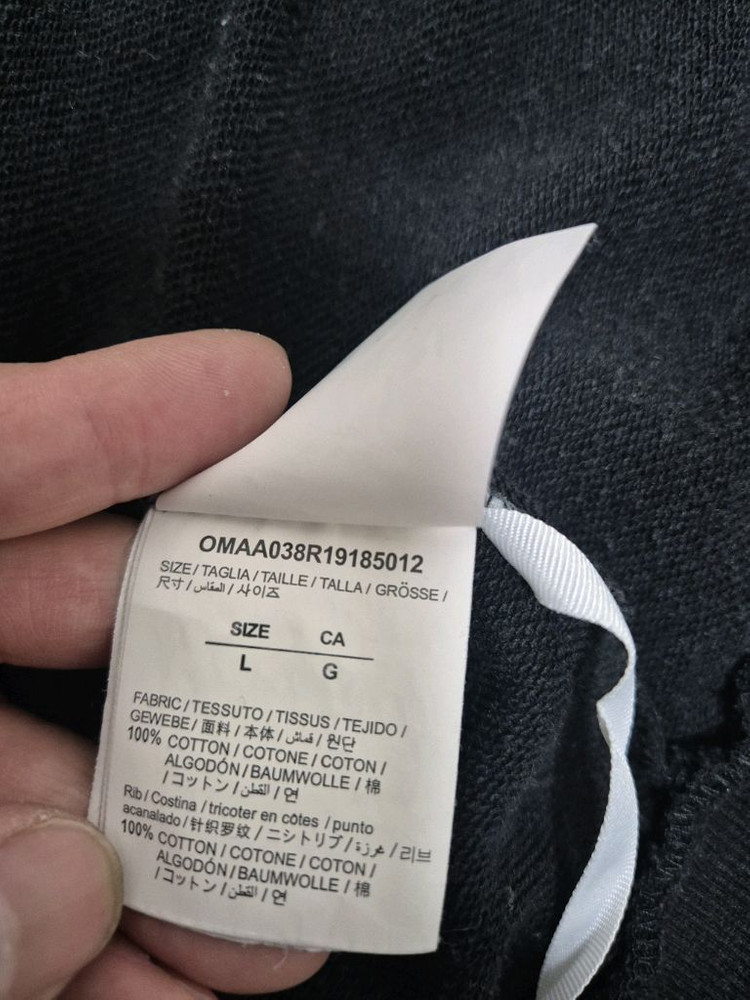 OMAA038R19185012
SIZE / TAGLIA / TAILLE / TALLA / GRÖSSE /
尺寸 / المقاس / 사이즈
SIZE CA
L G
FABRIC / TESSUTO / TISSUS / TEJIDO /
GEWEBE / 面料 / 本体 / قماش / 원단
100% COTTON / COTONE / COTON /
ALGODÓN / BAUMWOLLE / 棉
/ コットン / القطن / 면
Rib / Costina / tricoter en côtes / punto
acanalado / 针织罗纹 / ニシトリブ / غرزة / 리브
100% COTTON / COTONE / COTON /
ALGODÓN / BAUMWOLLE / 棉
/ コットン / القطن / 면